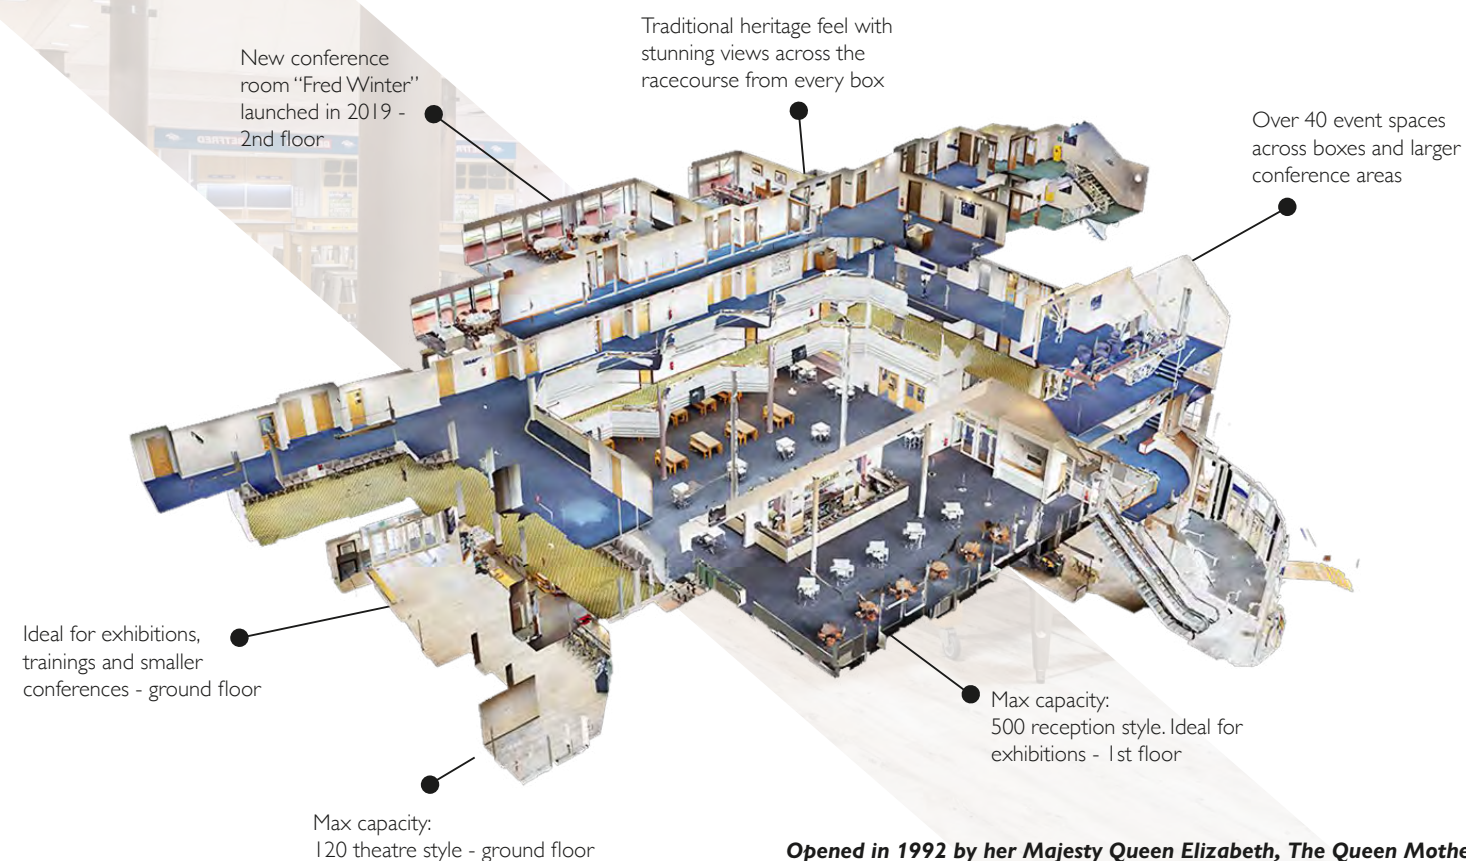 Traditional heritage feel with
stunning views across the
racecourse from every box
New conference
room “Fred Winter”
launched in 2019 -
2nd floor
Over 40 event spaces
across boxes and larger
conference areas
Ideal for exhibitions,
trainings and smaller
conferences - ground floor
Max capacity:
500 reception style. Ideal for
exhibitions - 1st floor
Max capacity:
120 theatre style - ground floor
Opened in 1992 by her Majesty Queen Elizabeth, The Queen Mothe